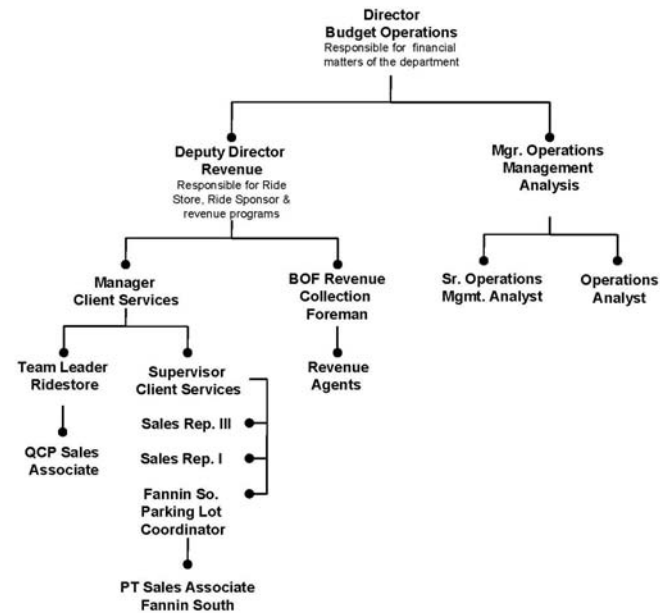 Director
Budget Operations
Responsible for financial
matters of the department
Deputy Director
Revenue
Responsible for Ride
Store, Ride Sponsor &
revenue programs
Mgr. Operations
Management
Analysis
Manager
Client Services
BOF Revenue
Collection
Foreman
Sr. Operations
Mgmt. Analyst
Operations
Analyst
Team Leader
Ridestore
Supervisor
Client Services
Revenue
Agents
Sales Rep. III
QCP Sales
Associate
Sales Rep. I
Fannin So.
Parking Lot
Coordinator
PT Sales Associate
Fannin South